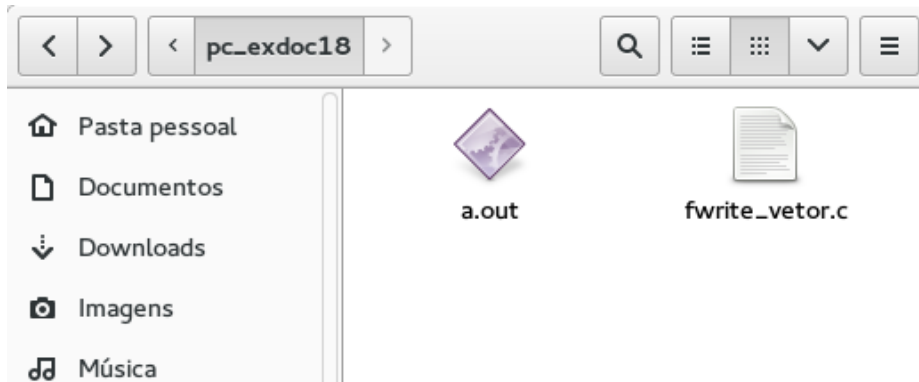 pc_exdoc18
Pasta pessoal
Documentos
Downloads
Imagens
Música
a.out
fwrite_vetor.c